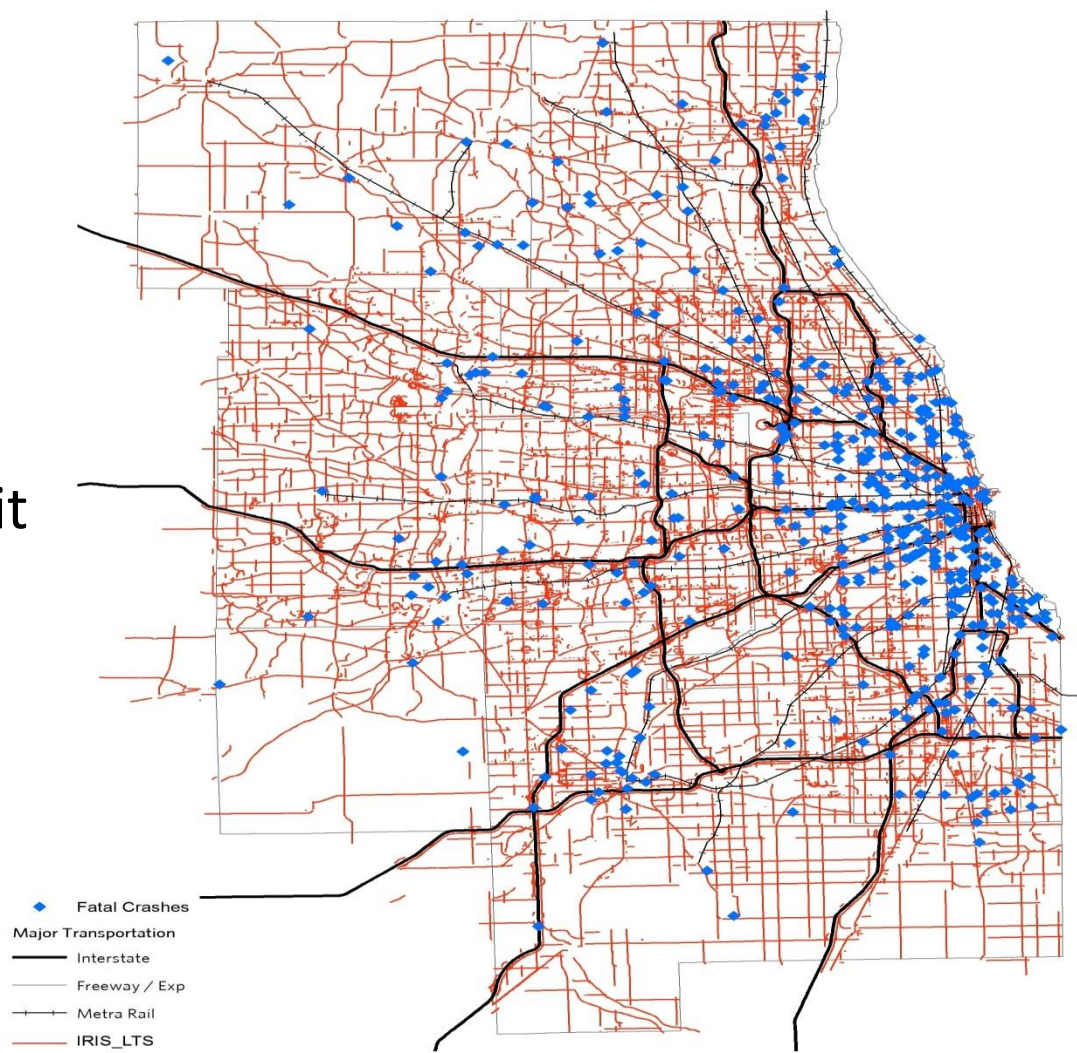 it
Fatal Crashes
Major Transportation
Interstate
Freeway / Exp
Metra Rail
IRIS_LTS